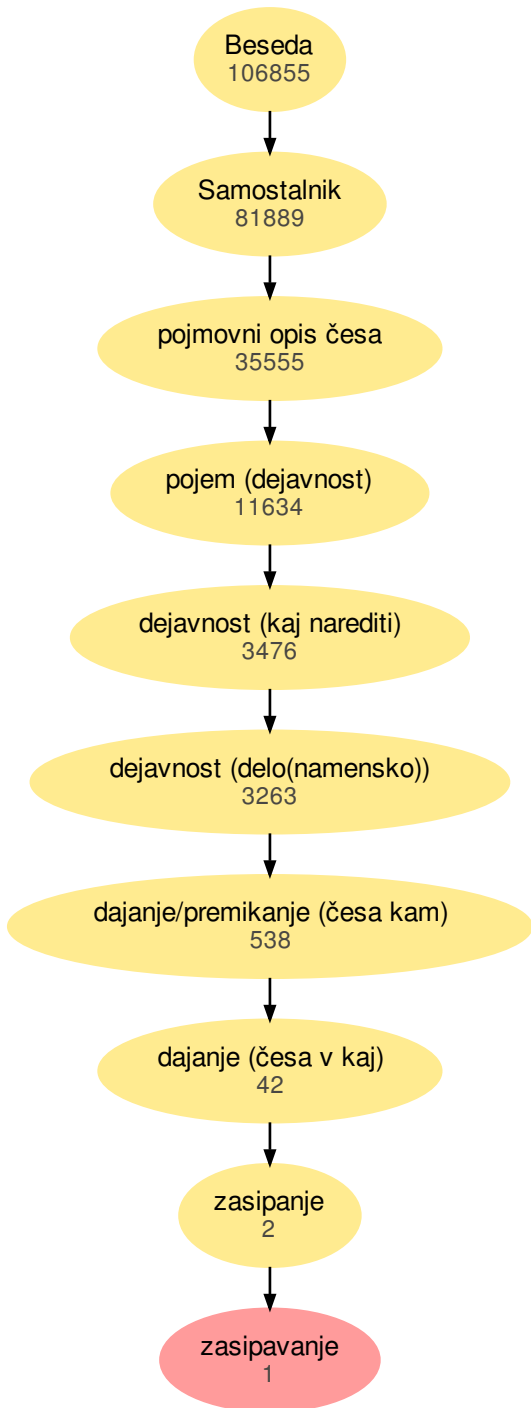 Beseda
106855
Samostalnik
81889
pojmovni opis česa
35555
pojem (dejavnost)
11634
dejavnost (kaj narediti)
3476
dejavnost (delo(namensko))
3263
dajanje/premikanje (česa kam)
538
dajanje (česa v kaj)
42
zasipanje
2
zasipavanje
1